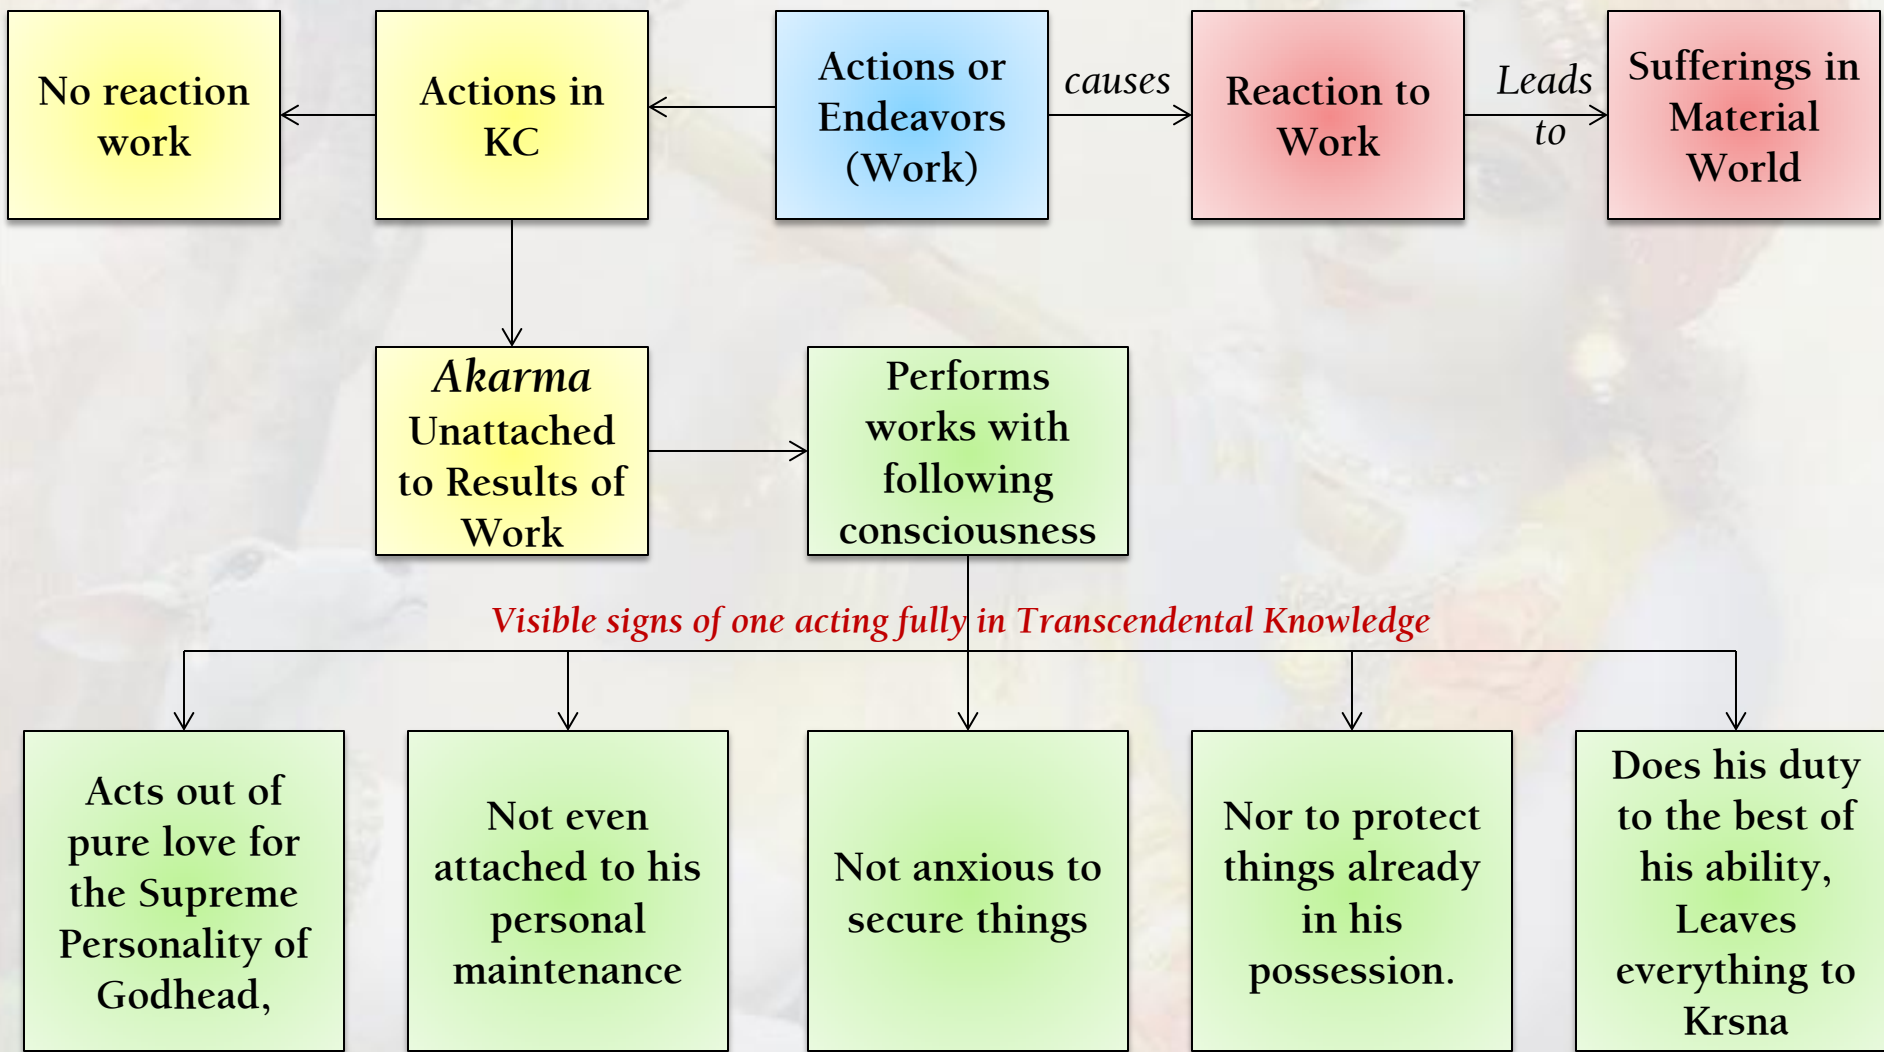 No reaction
work
Actions in
KC
Actions or
Endeavors
(Work)
causes
Reaction to
Work
Leads
to
Sufferings in
Material
World
Akarma
Unattached
to Results of
Work
Performs
works with
following
consciousness
Visible signs of one acting fully in Transcendental Knowledge
Acts out of
pure love for
the Supreme
Personality of
Godhead,
Not even
attached to his
personal
maintenance
Not anxious to
secure things
Nor to protect
things already
in his
possession.
Does his duty
to the best of
his ability,
Leaves
everything to
Krsna